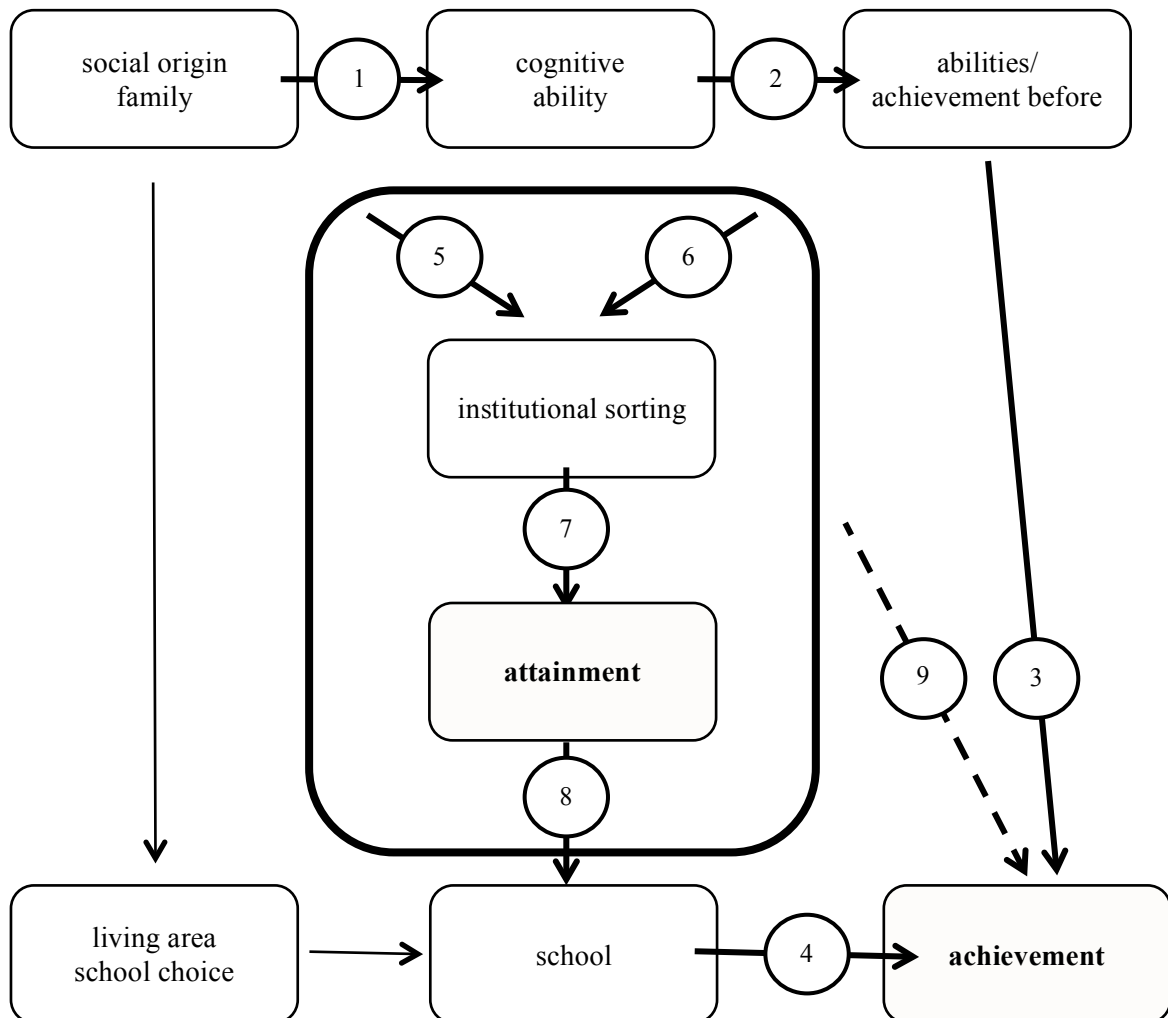 social origin
family
1
cognitive
ability
2
abilities/
achievement before
5
6
institutional sorting
7
attainment
9
3
8
living area
school choice
school
4
achievement